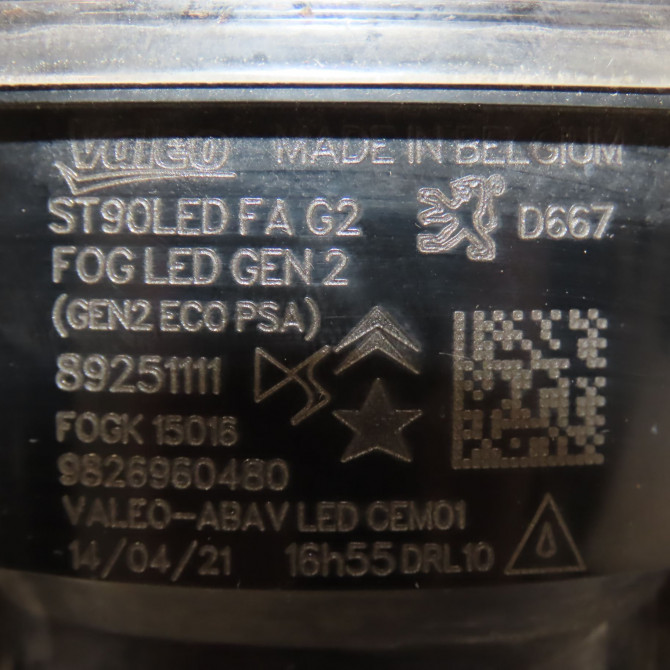 Valeo MADE IN BELGIUM
ST90LED FA G2 D667
FOG LED GEN 2
(GEN2 ECO PSA)
89251111 DS
FOGK 15016
9826960480
VALEO-ABAV LED CEM01
14/04/21 16h55 DRL10